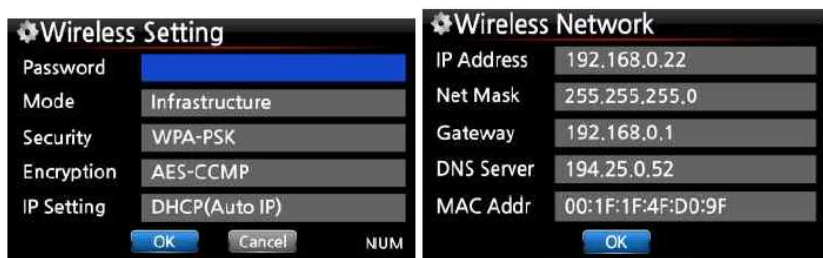 Wireless Setting
Password
Mode Infrastructure
Security WPA-PSK
Encryption AES-CCMP
IP Setting DHCP(Auto IP)
OK Cancel NUM
Wireless Network
IP Address 192.168.0.22
Net Mask 255.255.255.0
Gateway 192.168.0.1
DNS Server 194.25.0.52
MAC Addr 00:1F:1F:4F:D0:9F
OK